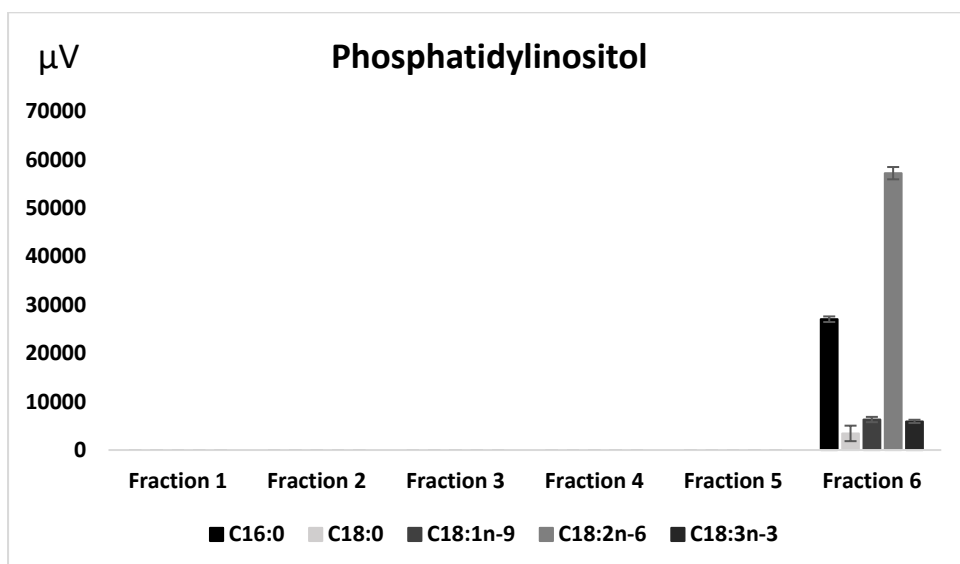 μV
Phosphatidylinositol
70000
60000
50000
40000
30000
20000
10000
0
Fraction 1 Fraction 2 Fraction 3 Fraction 4 Fraction 5 Fraction 6
C16:0 C18:0 C18:1n-9 C18:2n-6 C18:3n-3